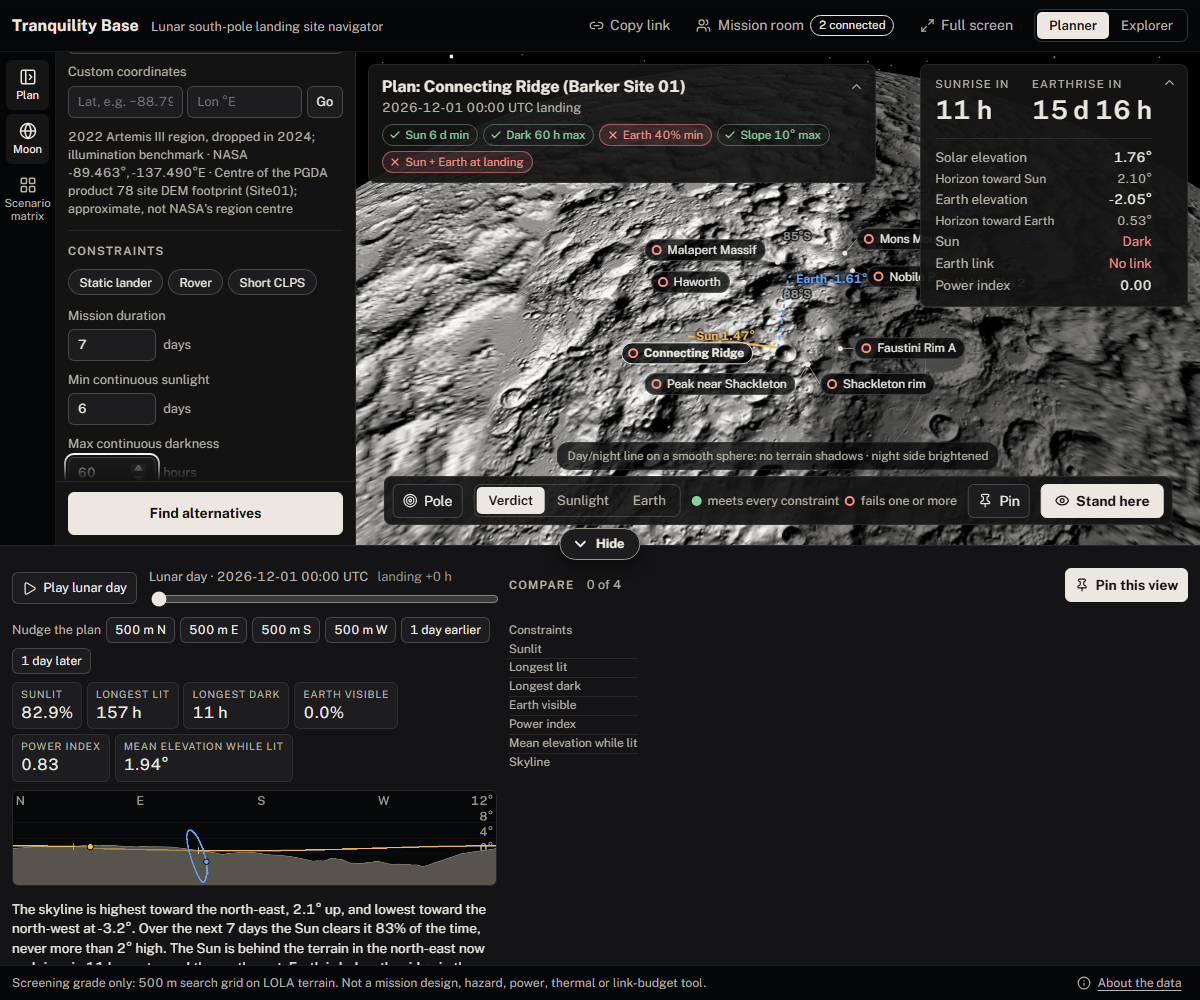 Tranquility Base
Lunar south-pole landing site navigator
Copy link
Mission room
2 connected
Full screen
Planner
Explorer
Plan
Moon
Scenario
matrix
Custom coordinates
Lat, e.g. −88.79
Lon °E
Go
2022 Artemis III region, dropped in 2024;
illumination benchmark · NASA
-89.463°, -137.490°E · Centre of the PGDA
product 78 site DEM footprint (Site01);
approximate, not NASA's region centre
CONSTRAINTS
Static lander
Rover
Short CLPS
Mission duration
7 days
Min continuous sunlight
6 days
Max continuous darkness
60 hours
Find alternatives
Plan: Connecting Ridge (Barker Site 01)
2026-12-01 00:00 UTC landing
Sun 6 d min
Dark 60 h max
Earth 40% min
Slope 10° max
Sun + Earth at landing
SUNRISE IN
11 h
EARTHRISE IN
15 d 16 h
Solar elevation 1.76°
Horizon toward Sun 2.10°
Earth elevation -2.05°
Horizon toward Earth 0.53°
Sun Dark
Earth link No link
Power index 0.00
85°S
Malapert Massif
Mons M
Haworth
Earth -1.61°
Nobile
88°S
Sun 1.47°
Connecting Ridge
Faustini Rim A
Peak near Shackleton
Shackleton rim
Day/night line on a smooth sphere: no terrain shadows · night side brightened
Pole
Verdict
Sunlight
Earth
meets every constraint
fails one or more
Pin
Stand here
Hide
Play lunar day
Lunar day · 2026-12-01 00:00 UTC landing +0 h
Nudge the plan
500 m N
500 m E
500 m S
500 m W
1 day earlier
1 day later
SUNLIT
82.9%
LONGEST LIT
157 h
LONGEST DARK
11 h
EARTH VISIBLE
0.0%
POWER INDEX
0.83
MEAN ELEVATION WHILE LIT
1.94°
N E S W 12°
8°
4°
0°
The skyline is highest toward the north-east, 2.1° up, and lowest toward the
north-west at -3.2°. Over the next 7 days the Sun clears it 83% of the time,
never more than 2° high. The Sun is behind the terrain in the north-east now
COMPARE 0 of 4
Pin this view
Constraints
Sunlit
Longest lit
Longest dark
Earth visible
Power index
Mean elevation while lit
Skyline
Screening grade only: 500 m search grid on LOLA terrain. Not a mission design, hazard, power, thermal or link-budget tool.
About the data